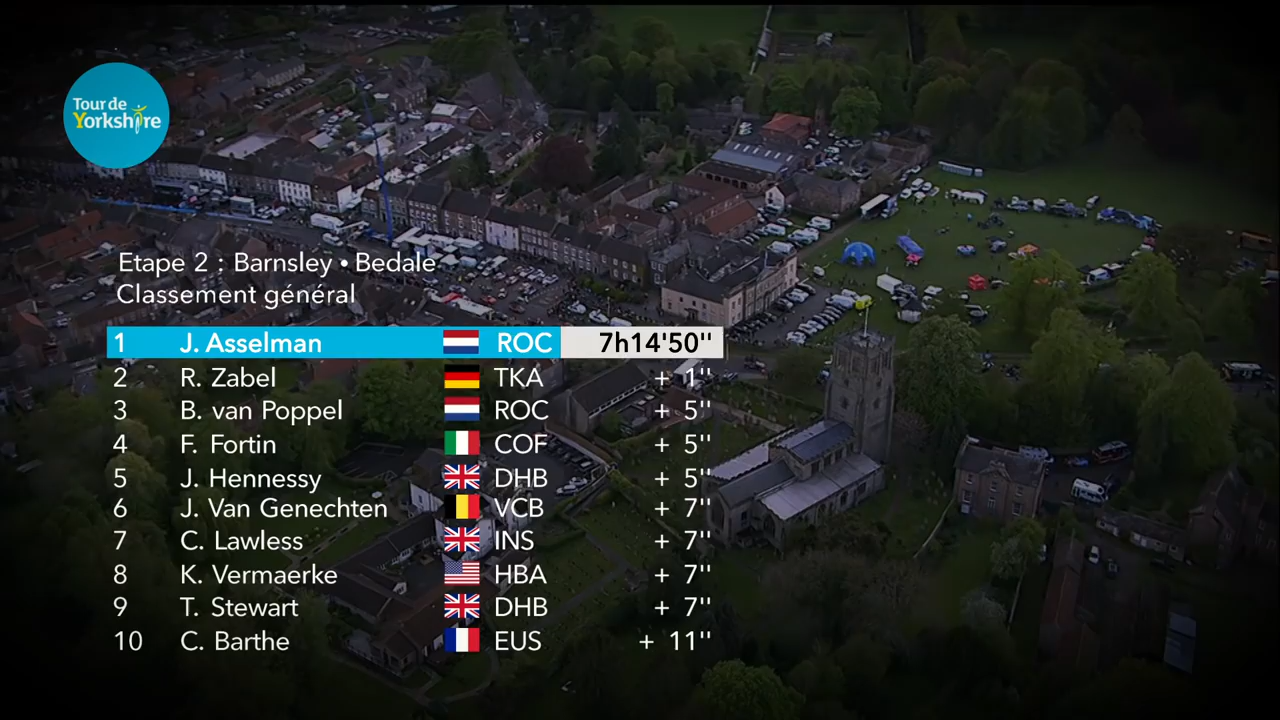 Tour de
Yorkshire
Etape 2 : Barnsley • Bedale
Classement général
1 J. Asselman ROC 7h14'50''
2 R. Zabel TKA + 1''
3 B. van Poppel ROC + 5''
4 F. Fortin COF + 5''
5 J. Hennessy DHB + 5''
6 J. Van Genechten VCB + 7''
7 C. Lawless INS + 7''
8 K. Vermaerke HBA + 7''
9 T. Stewart DHB + 7''
10 C. Barthe EUS + 11''